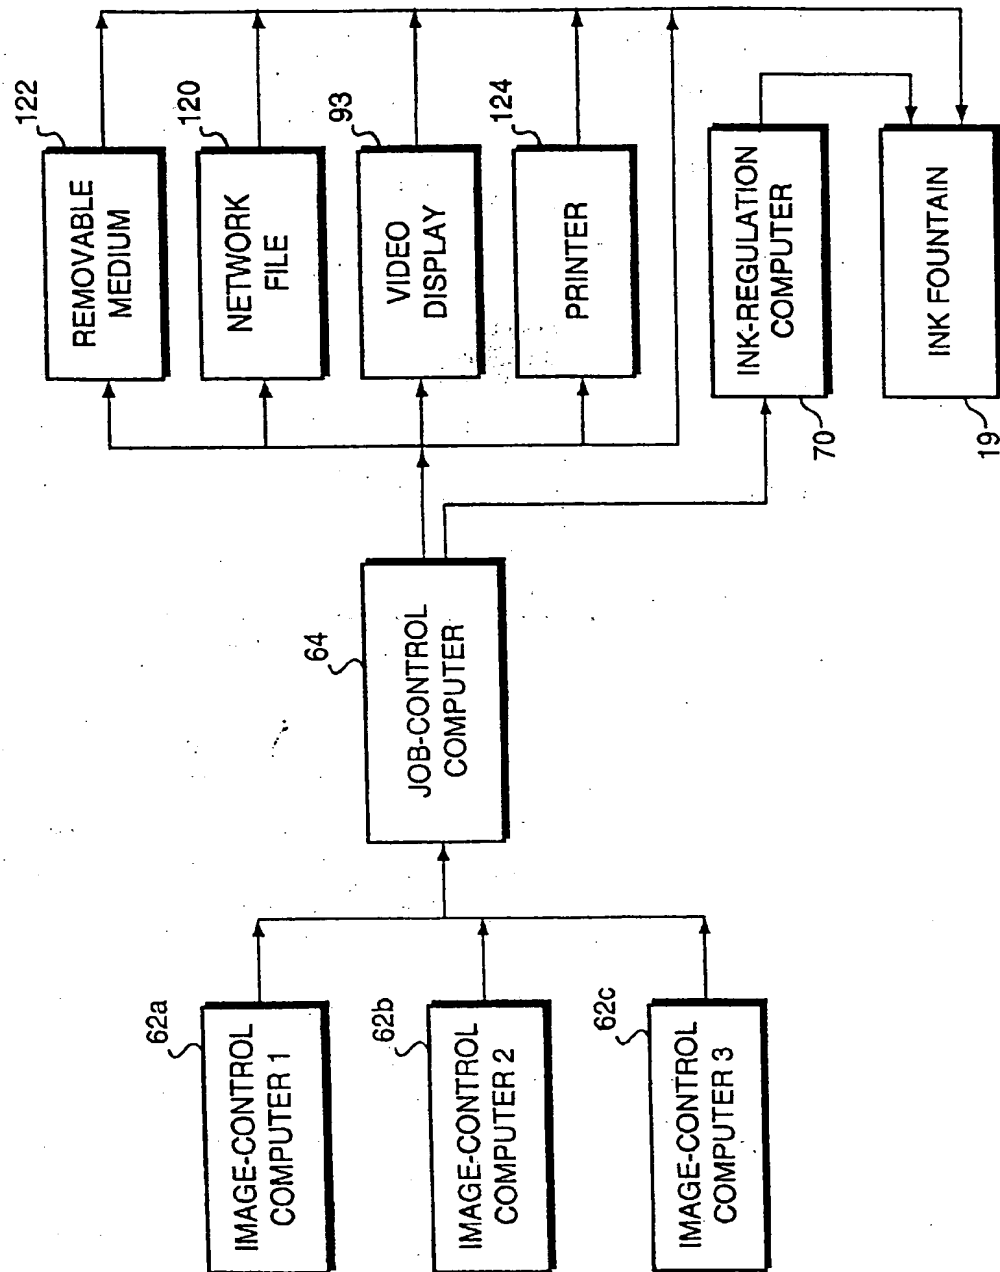 62a
IMAGE-CONTROL
COMPUTER 1
62b
IMAGE-CONTROL
COMPUTER 2
62c
IMAGE-CONTROL
COMPUTER 3
64
JOB-CONTROL
COMPUTER
122
REMOVABLE
MEDIUM
120
NETWORK
FILE
93
VIDEO
DISPLAY
124
PRINTER
INK-REGULATION
COMPUTER
70
INK FOUNTAIN
19